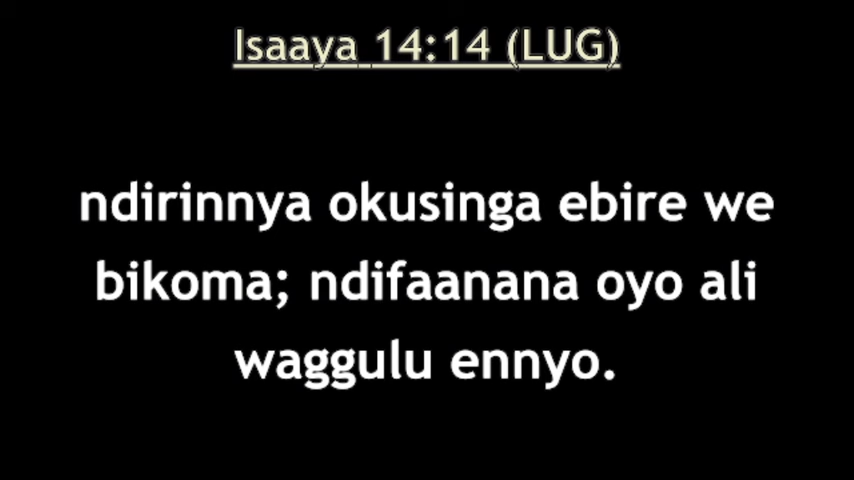 Isaaya 14:14 (LUG)
ndirinnya okusinga ebire we
bikoma; ndifaanana oyo ali
waggulu ennyo.